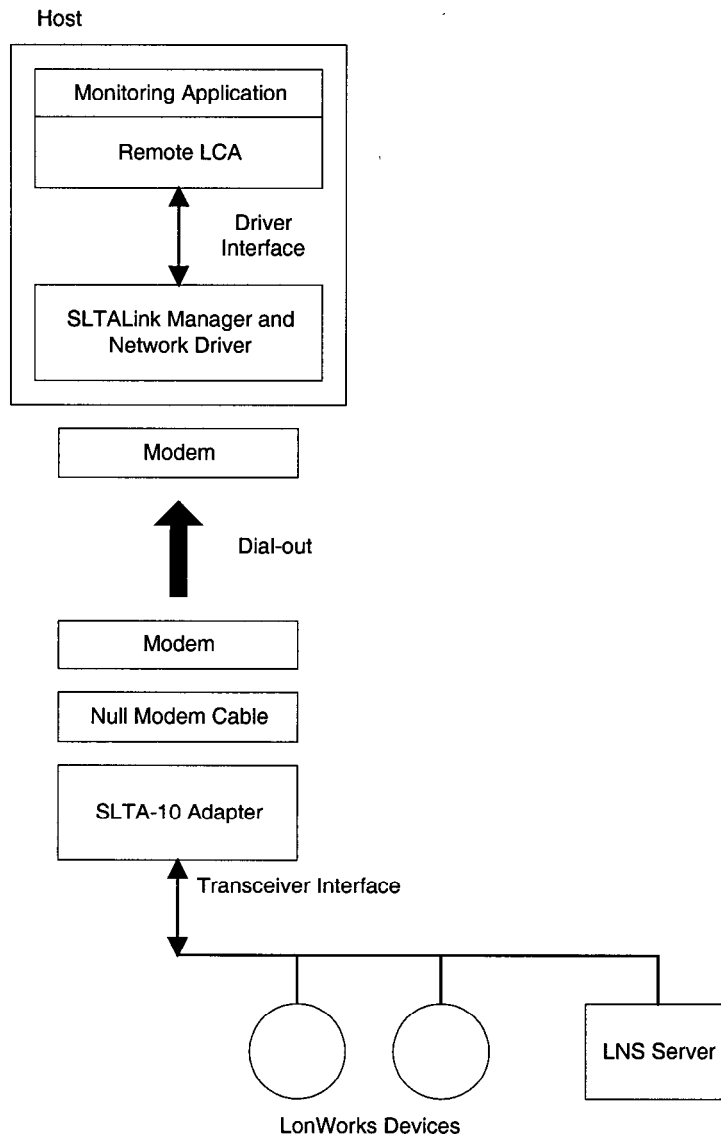 Host
Monitoring Application
Remote LCA
Driver
Interface
SLTALink Manager and
Network Driver
Modem
Dial-out
Modem
Null Modem Cable
SLTA-10 Adapter
Transceiver Interface
LNS Server
LonWorks Devices